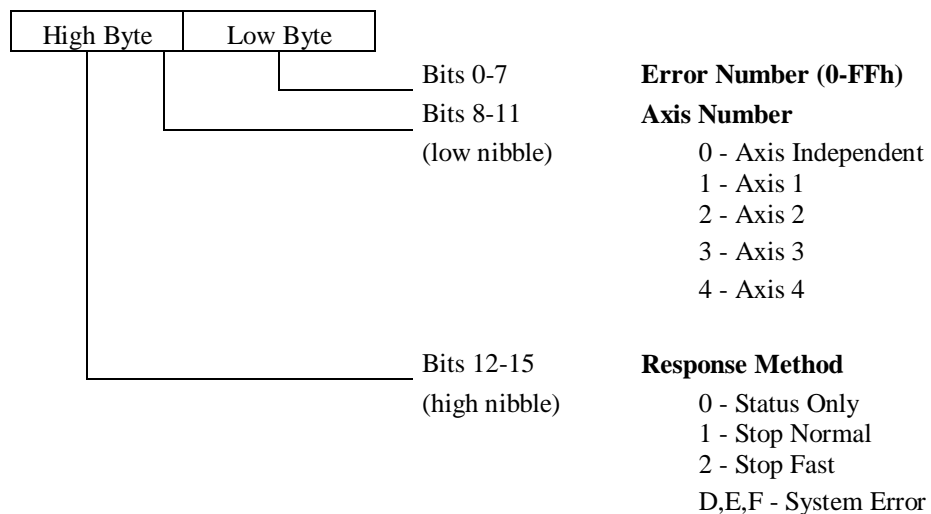 High Byte Low Byte
Bits 0-7 Error Number (0-FFh)
Bits 8-11 Axis Number
(low nibble) 0 - Axis Independent
1 - Axis 1
2 - Axis 2
3 - Axis 3
4 - Axis 4
Bits 12-15 Response Method
(high nibble) 0 - Status Only
1 - Stop Normal
2 - Stop Fast
D,E,F - System Error